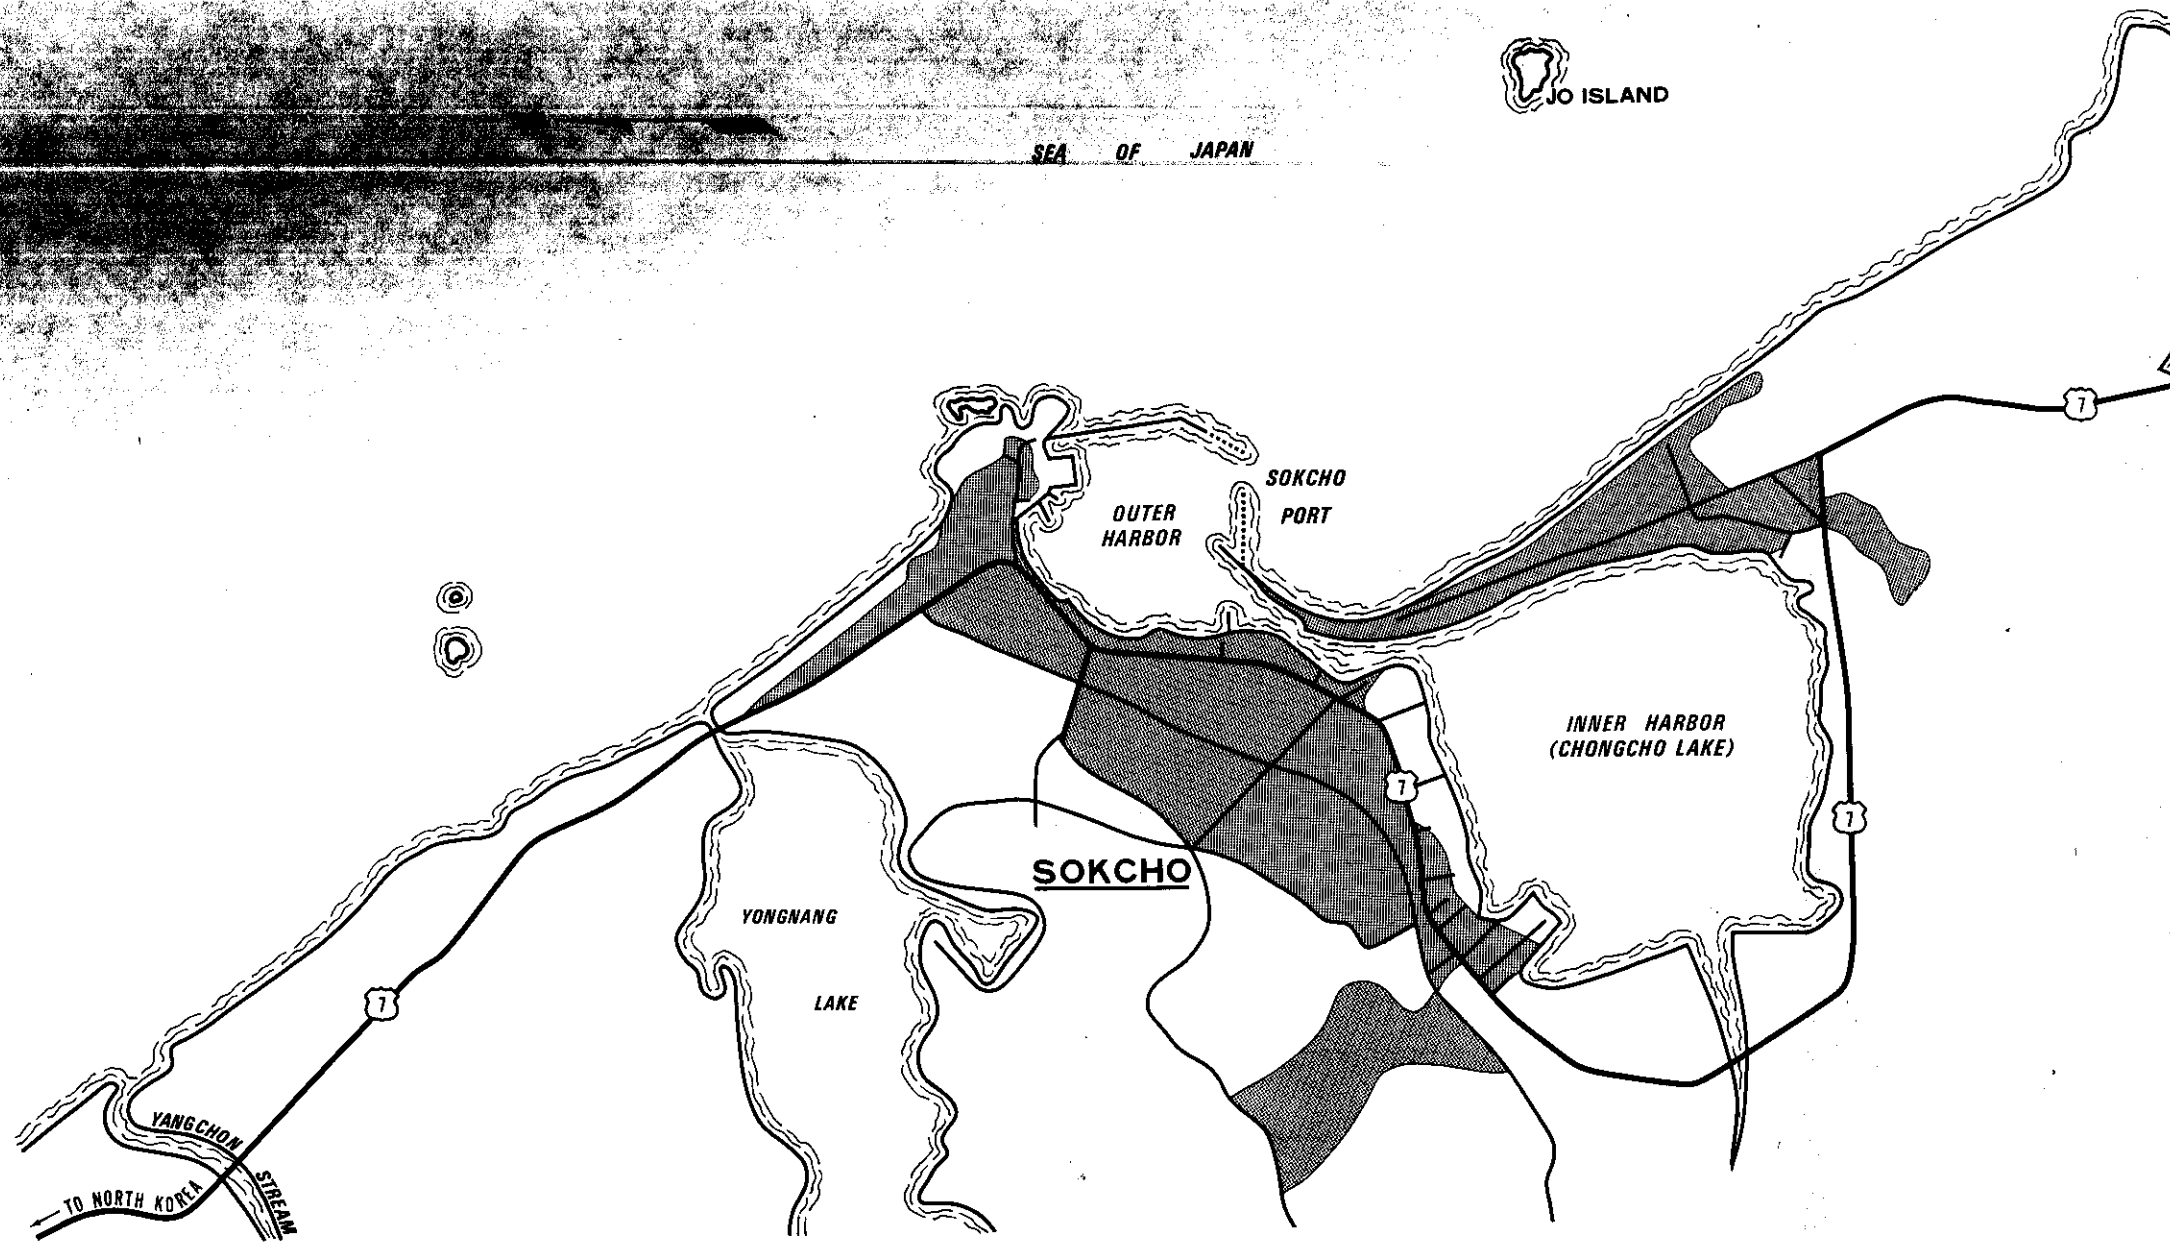 JO ISLAND
SEA OF JAPAN
7
SOKCHO
PORT
OUTER
HARBOR
INNER HARBOR
(CHONGCHO LAKE)
7
7
SOKCHO
YONGNANG
LAKE
7
YANGCHON
STREAM
TO NORTH KOREA